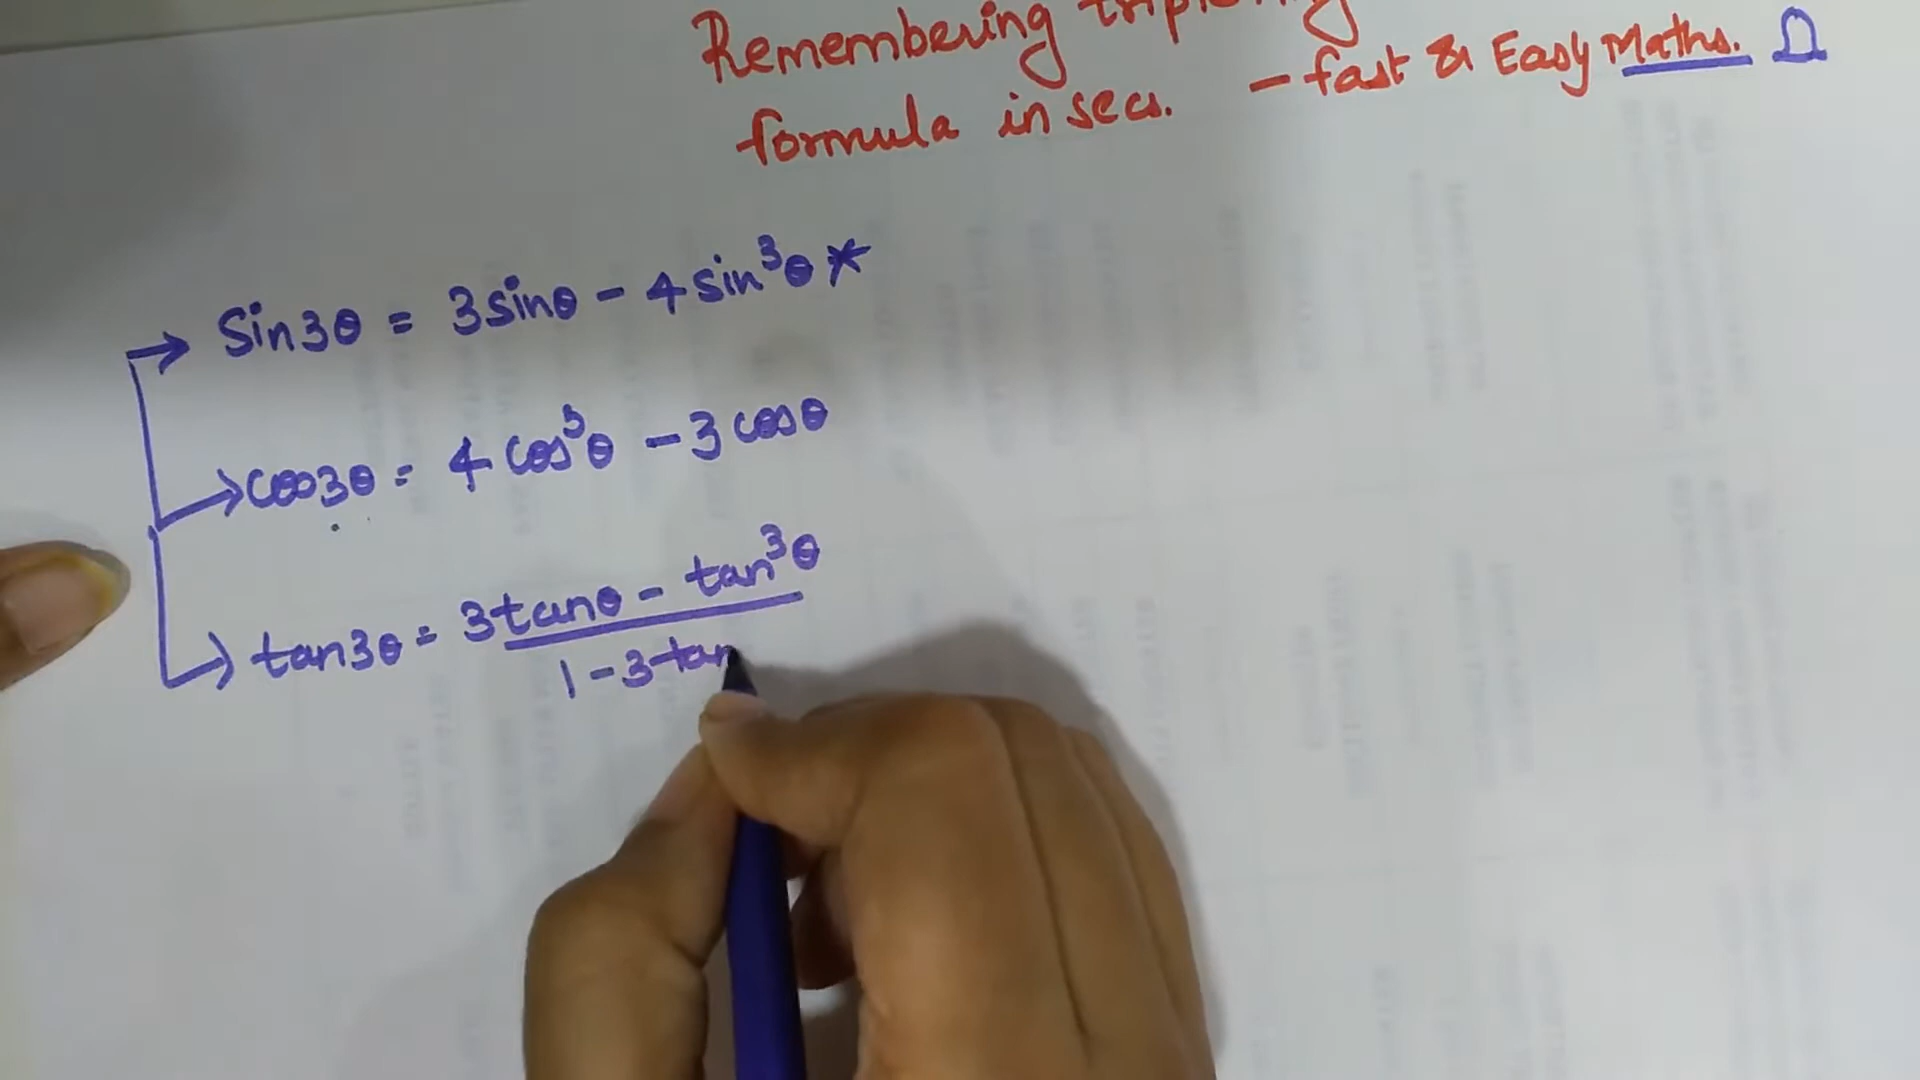 Remembering
formula in secs. - fast & Easy Maths.
Sin3θ = 3sinθ - 4sin³θ *
cos3θ = 4cos³θ - 3cosθ
tan3θ = 3tanθ - tan³θ
1 - 3tan